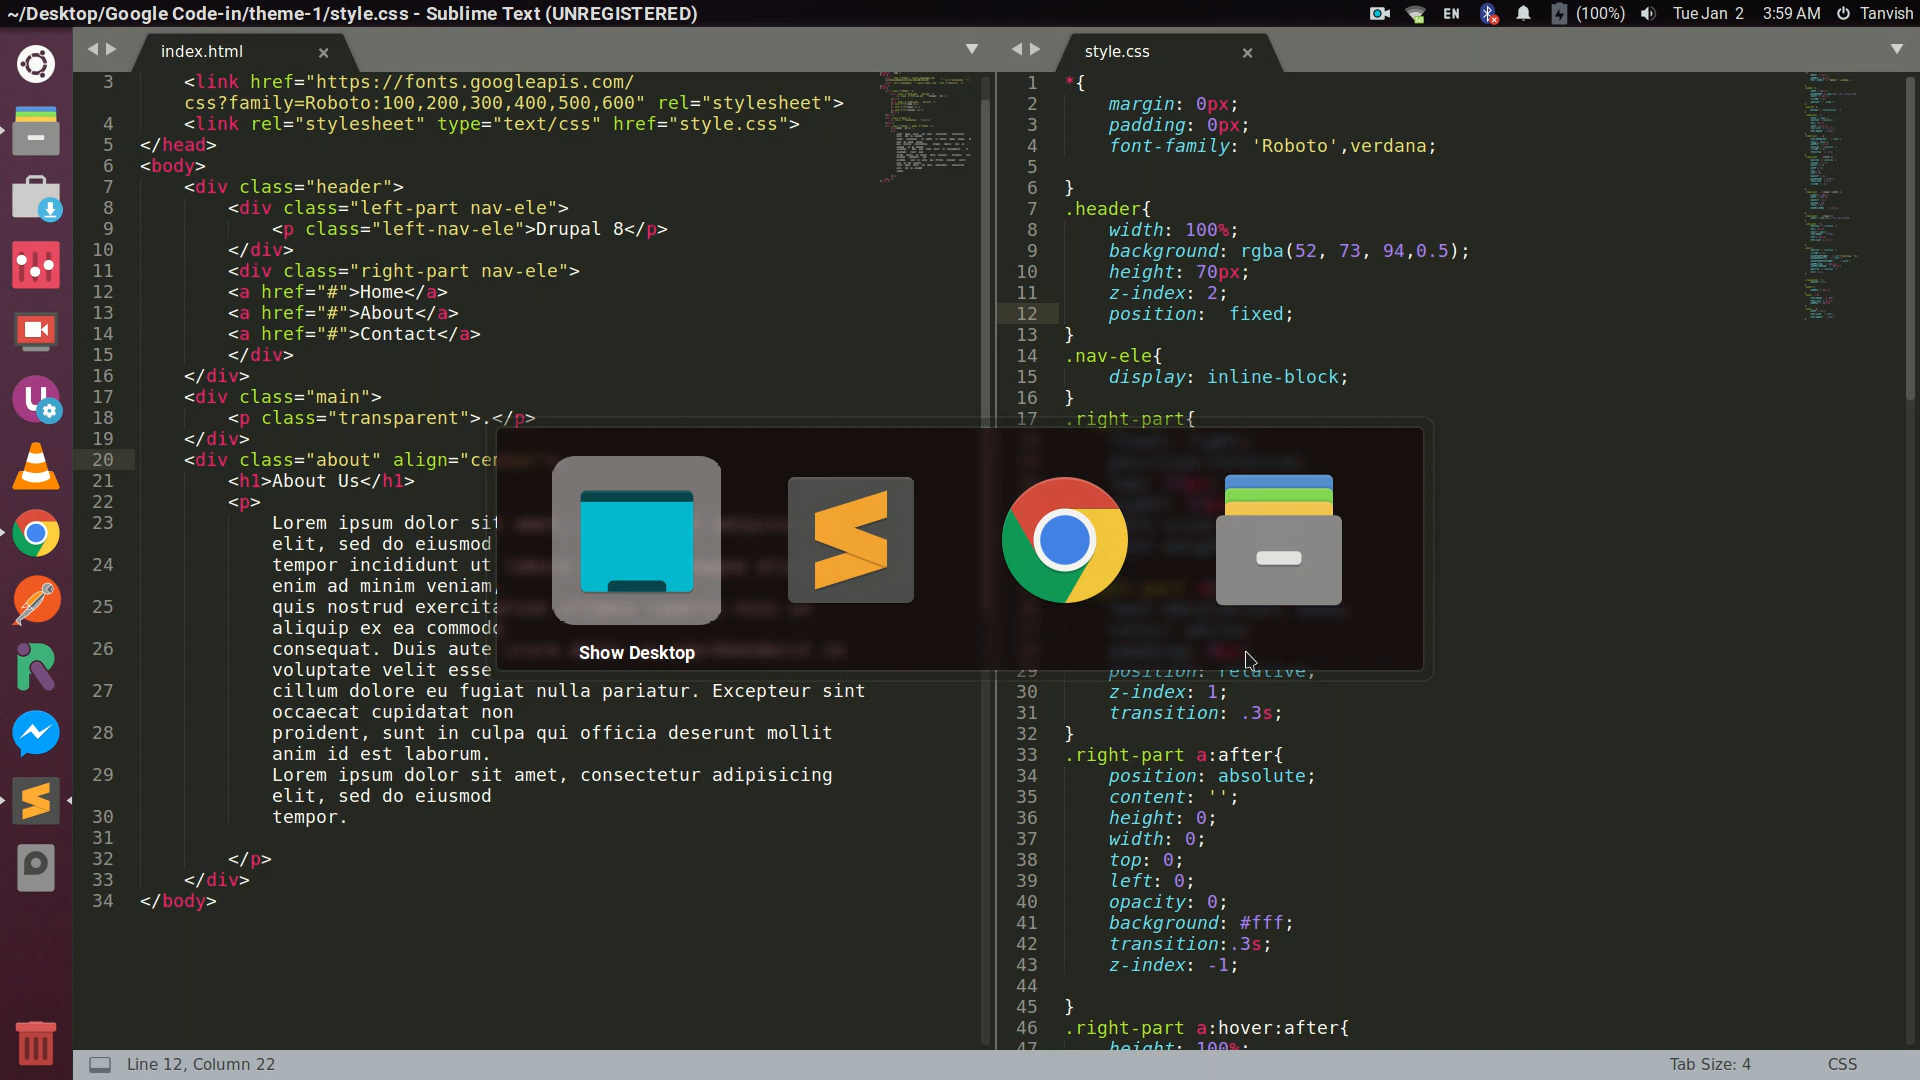 ~/Desktop/Google Code-in/theme-1/style.css - Sublime Text (UNREGISTERED)
EN
(100%)
Tue Jan 2
3:59 AM
Tanvish
index.html
3 <link href="https://fonts.googleapis.com/
css?family=Roboto:100,200,300,400,500,600" rel="stylesheet">
4 <link rel="stylesheet" type="text/css" href="style.css">
5 </head>
6 <body>
7 <div class="header">
8 <div class="left-part nav-ele">
9 <p class="left-nav-ele">Drupal 8</p>
10 </div>
11 <div class="right-part nav-ele">
12 <a href="#">Home</a>
13 <a href="#">About</a>
14 <a href="#">Contact</a>
15 </div>
16 </div>
17 <div class="main">
18 <p class="transparent">.</p>
19 </div>
20 <div class="about" align="ce
21 <h1>About Us</h1>
22 <p>
23 Lorem ipsum dolor sit
elit, sed do eiusmod
24 tempor incididunt ut
enim ad minim veniam,
25 quis nostrud exercita
aliquip ex ea commodo
26 consequat. Duis aute
voluptate velit esse
27 cillum dolore eu fugiat nulla pariatur. Excepteur sint
occaecat cupidatat non
28 proident, sunt in culpa qui officia deserunt mollit
anim id est laborum.
29 Lorem ipsum dolor sit amet, consectetur adipisicing
elit, sed do eiusmod
30 tempor.
31
32 </p>
33 </div>
34 </body>
style.css
1 *{
2 margin: 0px;
3 padding: 0px;
4 font-family: 'Roboto',verdana;
5
6 }
7 .header{
8 width: 100%;
9 background: rgba(52, 73, 94,0.5);
10 height: 70px;
11 z-index: 2;
12 position:  fixed;
13 }
14 .nav-ele{
15 display: inline-block;
16 }
17 .right-part{
29 position: relative;
30 z-index: 1;
31 transition: .3s;
32 }
33 .right-part a:after{
34 position: absolute;
35 content: '';
36 height: 0;
37 width: 0;
38 top: 0;
39 left: 0;
40 opacity: 0;
41 background: #fff;
42 transition:.3s;
43 z-index: -1;
44
45 }
46 .right-part a:hover:after{
47 height: 100%;
Show Desktop
Line 12, Column 22
Tab Size: 4
CSS